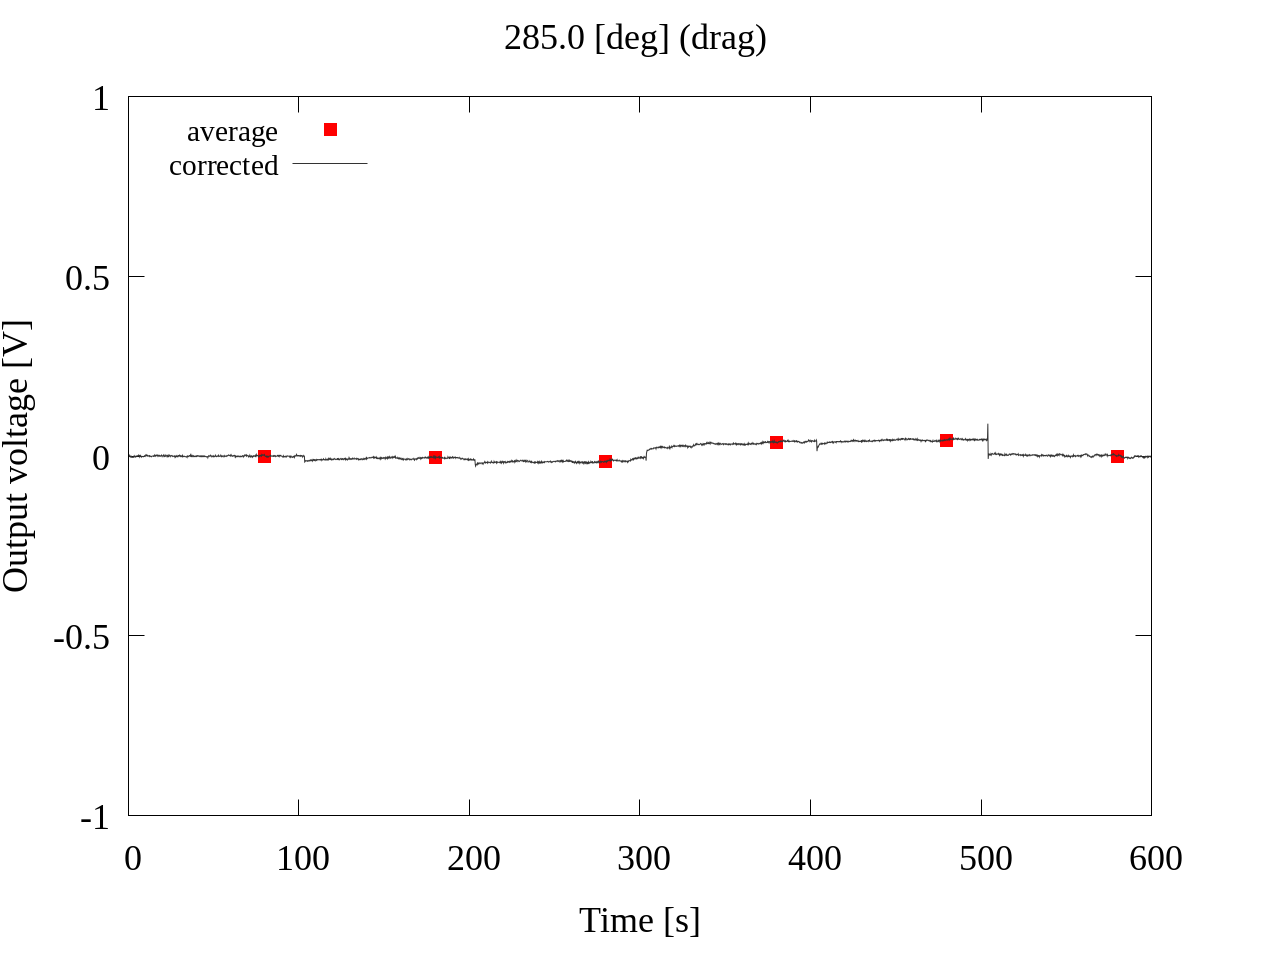 285.0 [deg] (drag)
1
average
corrected
0.5
0
-0.5
-1
Output voltage [V]
0 100 200 300 400 500 600
Time [s]